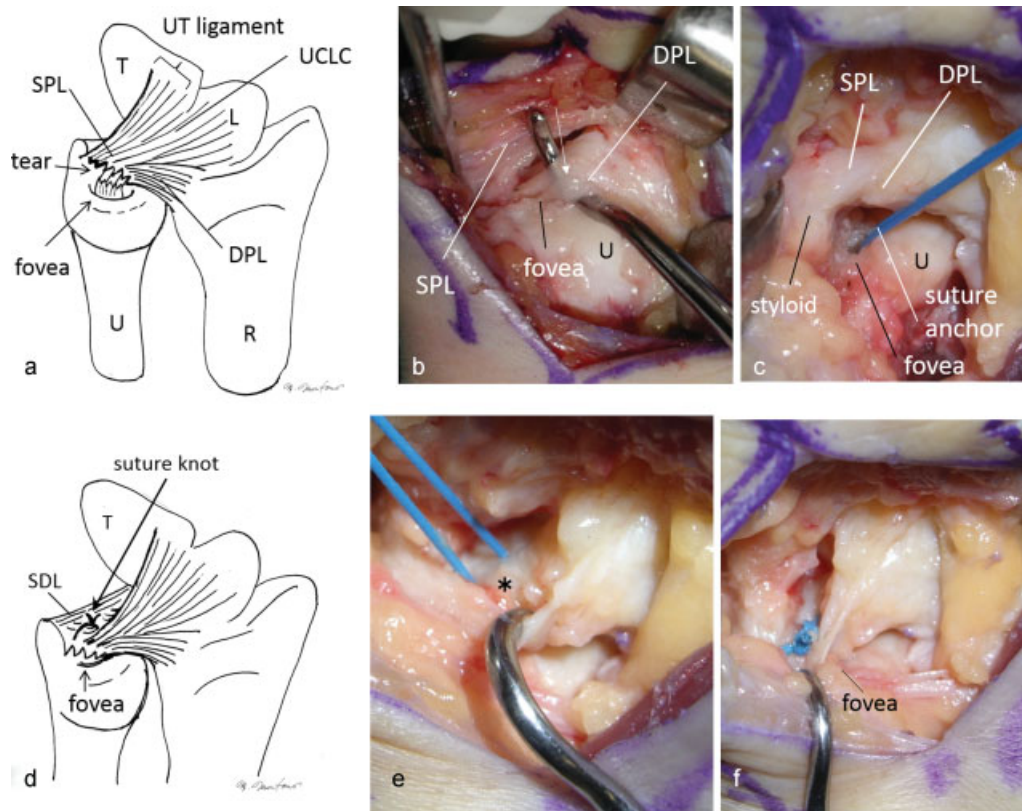 UT ligament
T
UCLC
SPL
L
tear
fovea
DPL
U
R
a
DPL
SPL
fovea
U
b
SPL
DPL
U
styloid
suture
anchor
fovea
c
suture knot
T
SDL
fovea
d
*
e
fovea
f